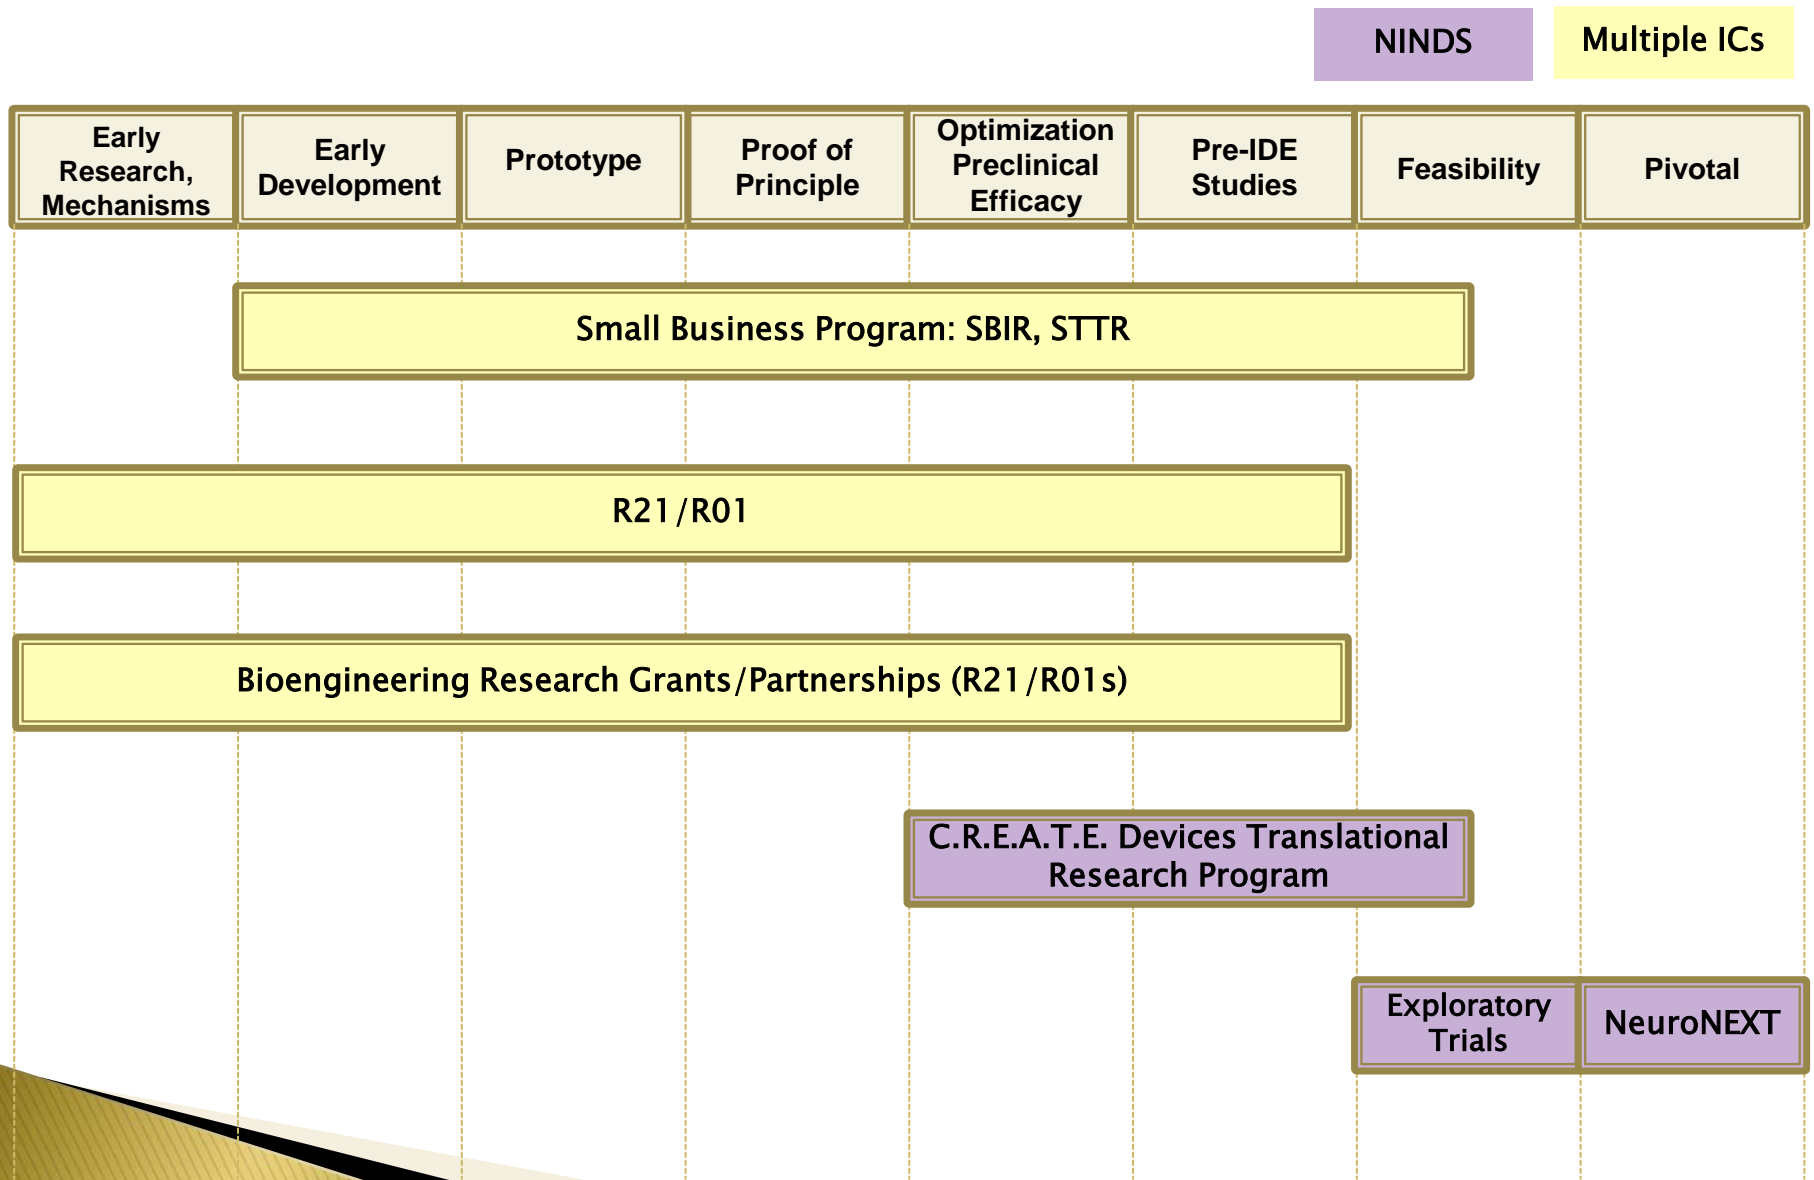 NINDS
Multiple ICs
Early
Research,
Mechanisms
Early
Development
Prototype
Proof of
Principle
Optimization
Preclinical
Efficacy
Pre-IDE
Studies
Feasibility
Pivotal
Small Business Program: SBIR, STTR
R21/R01
Bioengineering Research Grants/Partnerships (R21/R01s)
C.R.E.A.T.E. Devices Translational
Research Program
Exploratory
Trials
NeuroNEXT